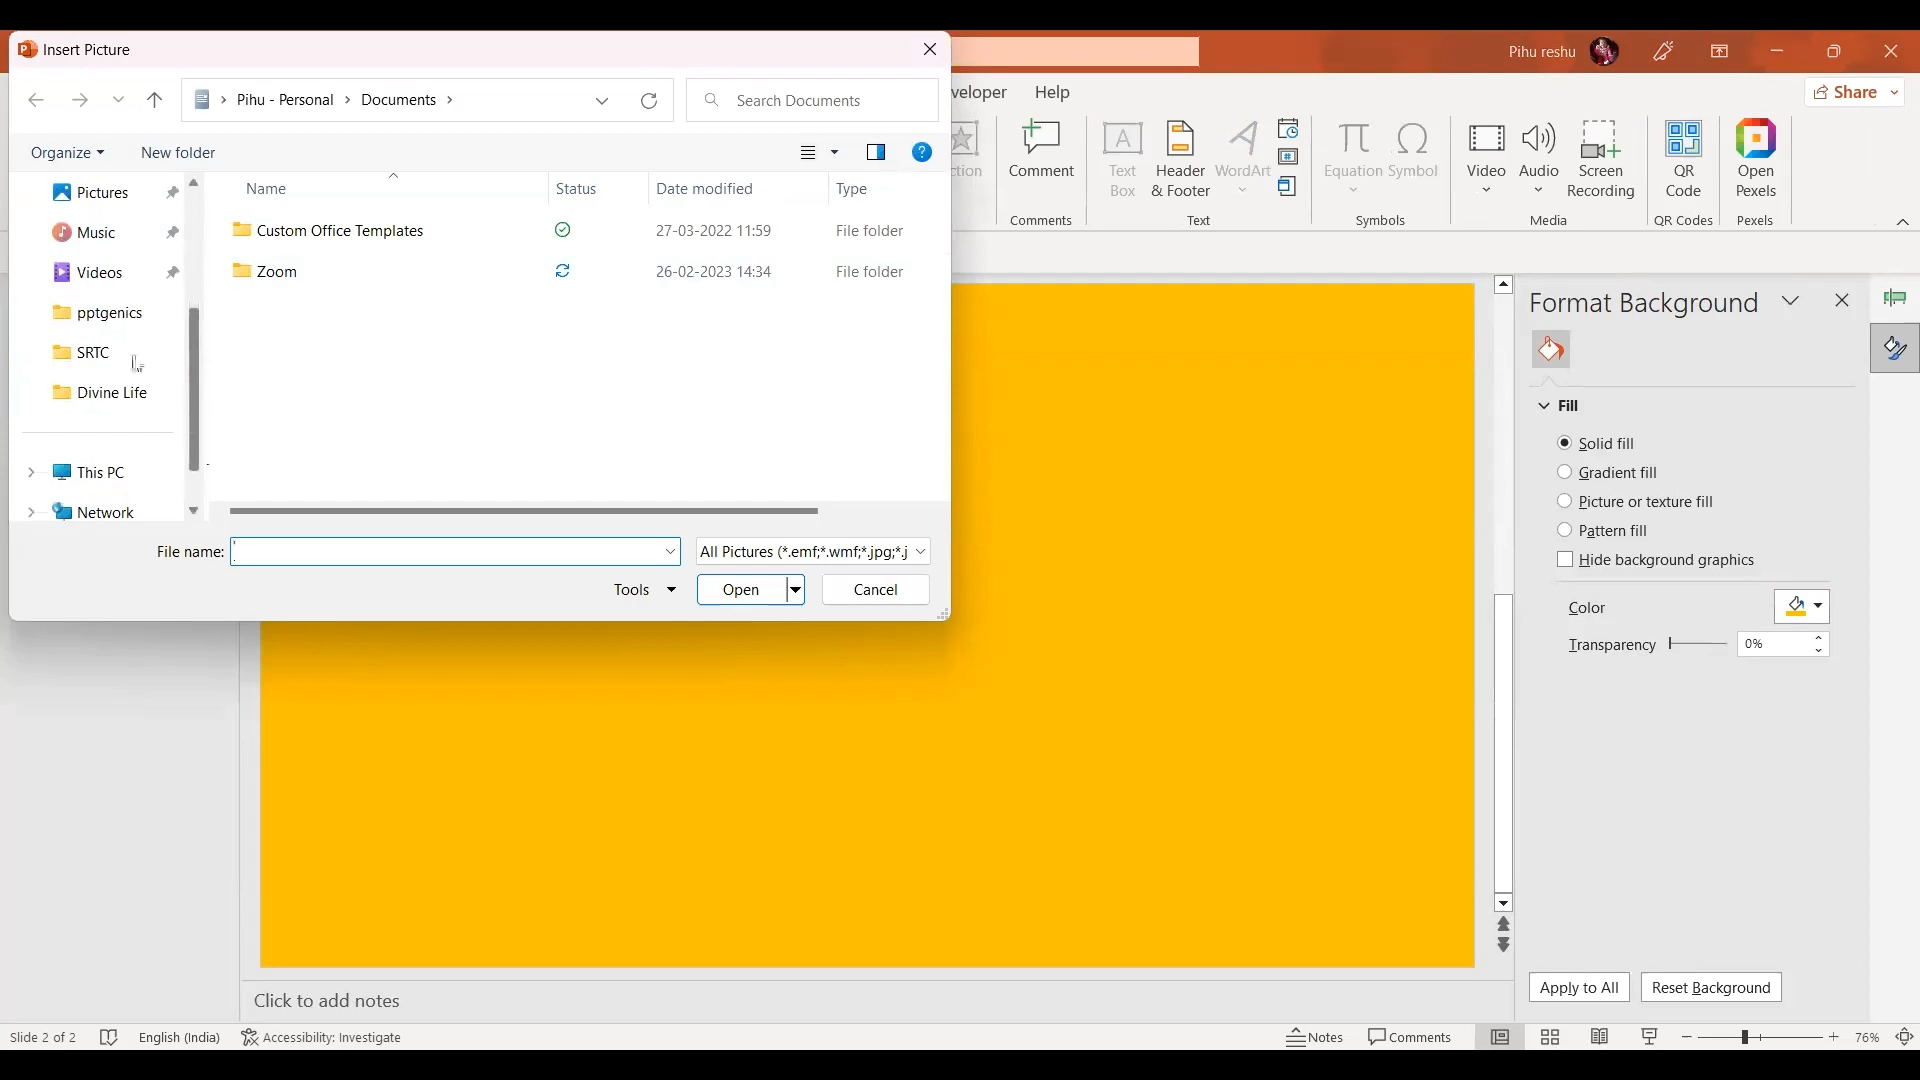 Insert Picture
Pihu reshu
Pihu - Personal > Documents >
Search Documents
veloper
Help
Share
Organize
New folder
?
Comment
Text Box
Header & Footer
WordArt
Equation
Symbol
Video
Audio
Screen Recording
QR Code
Open Pexels
Comments
Text
Symbols
Media
QR Codes
Pexels
Name
Status
Date modified
Type
Custom Office Templates
27-03-2022 11:59
File folder
Zoom
26-02-2023 14:34
File folder
Pictures
Music
Videos
pptgenics
SRTC
Divine Life
This PC
Network
File name:
All Pictures (*.emf;*.wmf;*.jpg;*.j
Tools
Open
Cancel
Format Background
Fill
Solid fill
Gradient fill
Picture or texture fill
Pattern fill
Hide background graphics
Color
Transparency
0%
Apply to All
Reset Background
Click to add notes
Slide 2 of 2
English (India)
Accessibility: Investigate
Notes
Comments
76%